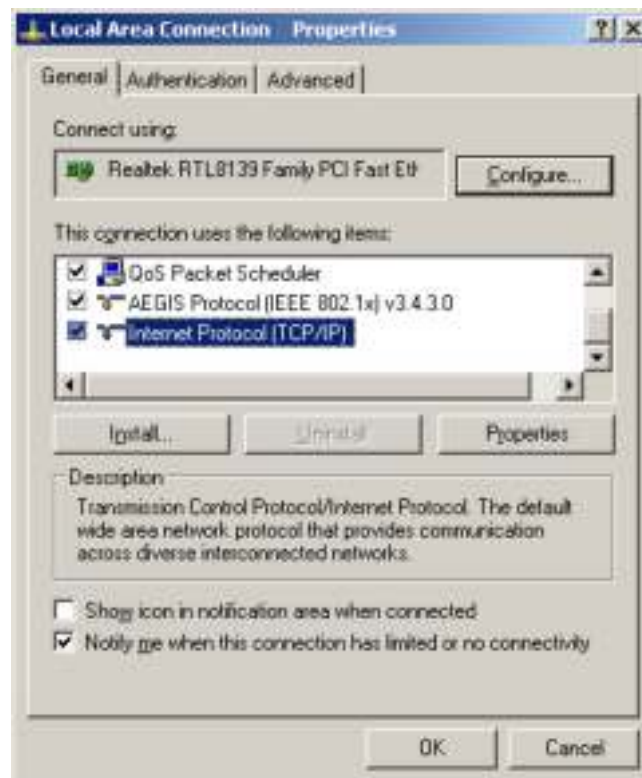 Local Area Connection Properties
General
Authentication
Advanced
Connect using:
Realtek RTL8139 Family PCI Fast Eth
Configure...
This connection uses the following items:
QoS Packet Scheduler
AEGIS Protocol (IEEE 802.1x) v3.4.3.0
Internet Protocol (TCP/IP)
Install...
Uninstall
Properties
Description
Transmission Control Protocol/Internet Protocol. The default
wide area network protocol that provides communication
across diverse interconnected networks.
Show icon in notification area when connected
Notify me when this connection has limited or no connectivity
OK
Cancel